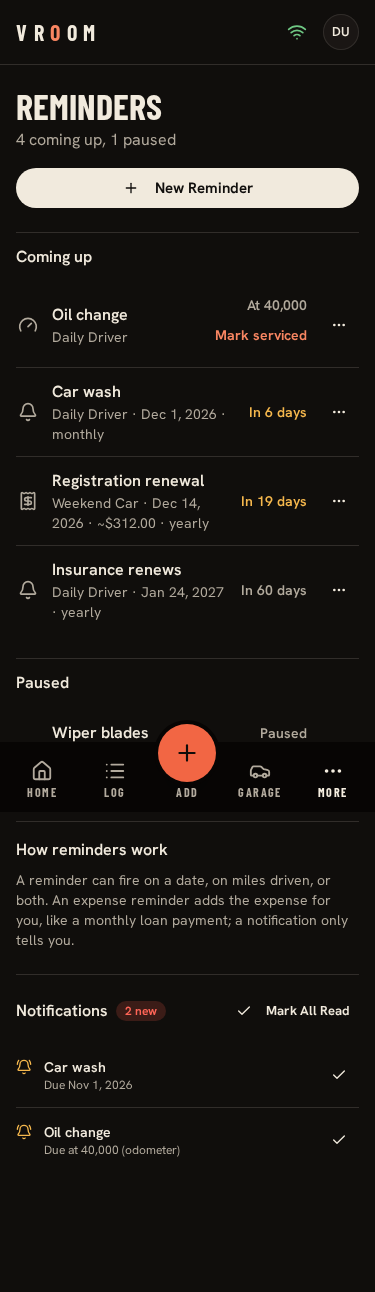 VROOM
DU
REMINDERS
4 coming up, 1 paused
+ New Reminder
Coming up
Oil change
Daily Driver
At 40,000
Mark serviced
Car wash
Daily Driver · Dec 1, 2026 ·
monthly
In 6 days
Registration renewal
Weekend Car · Dec 14,
2026 · ~$312.00 · yearly
In 19 days
Insurance renews
Daily Driver · Jan 24, 2027
· yearly
In 60 days
Paused
Wiper blades
Paused
HOME
LOG
ADD
GARAGE
MORE
How reminders work
A reminder can fire on a date, on miles driven, or
both. An expense reminder adds the expense for
you, like a monthly loan payment; a notification only
tells you.
Notifications
2 new
Mark All Read
Car wash
Due Nov 1, 2026
Oil change
Due at 40,000 (odometer)